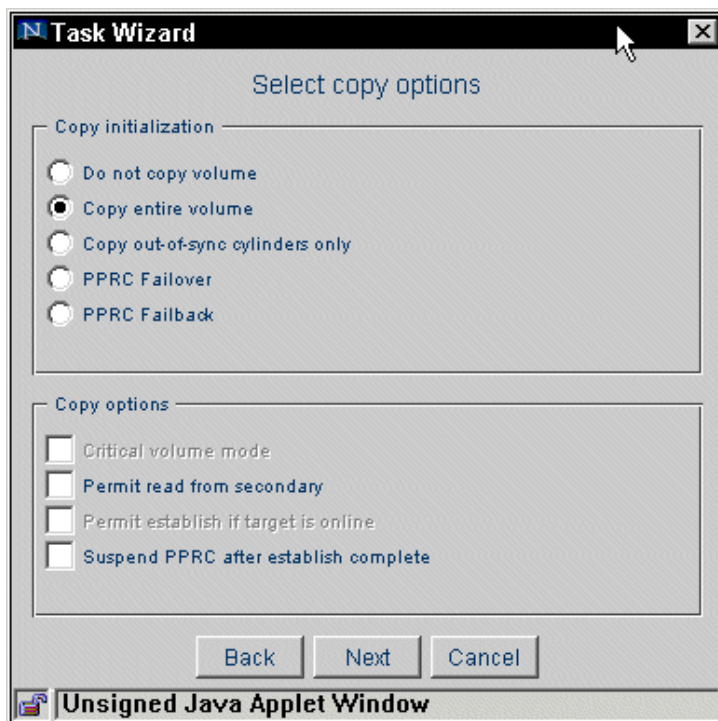 N Task Wizard
Select copy options
Copy initialization
Do not copy volume
Copy entire volume
Copy out-of-sync cylinders only
PPRC Failover
PPRC Failback
Copy options
Critical volume mode
Permit read from secondary
Permit establish if target is online
Suspend PPRC after establish complete
Back Next Cancel
Unsigned Java Applet Window